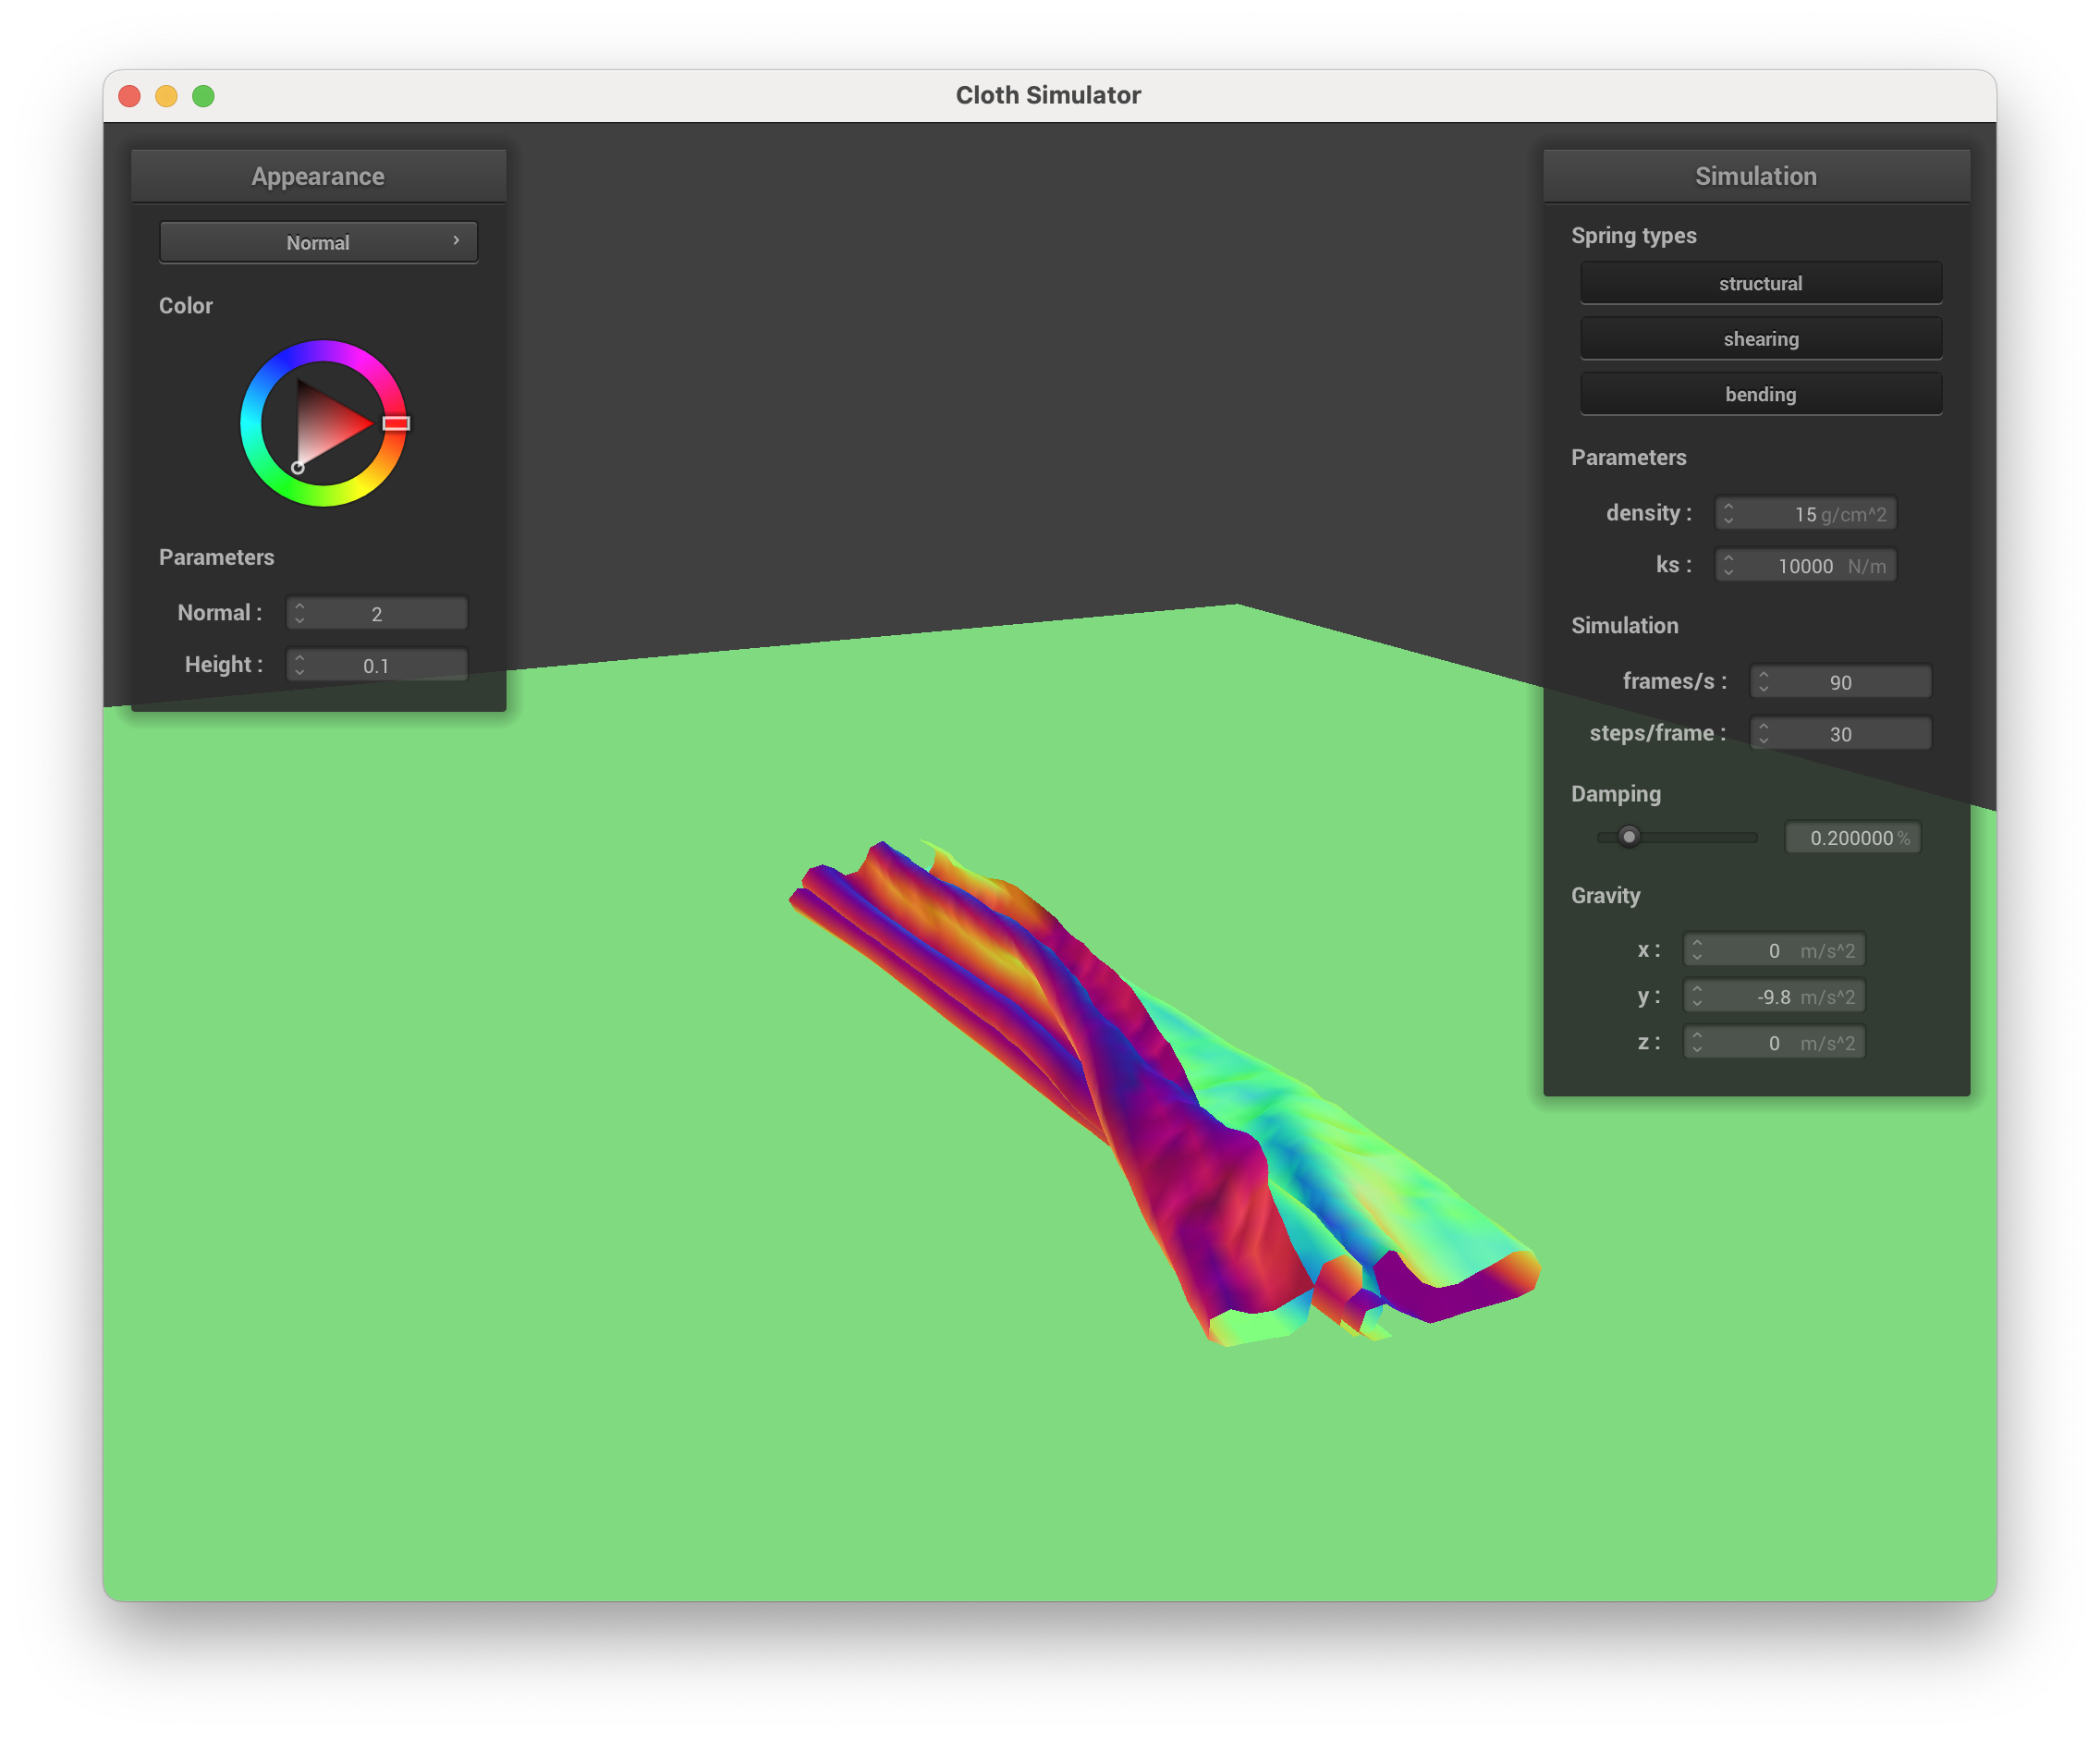 Cloth Simulator
Appearance
Normal
Color
Parameters
Normal : 2
Height : 0.1
Simulation
Spring types
structural
shearing
bending
Parameters
density : 15 g/cm^2
ks : 10000 N/m
Simulation
frames/s : 90
steps/frame : 30
Damping
0.200000 %
Gravity
x : 0 m/s^2
y : -9.8 m/s^2
z : 0 m/s^2